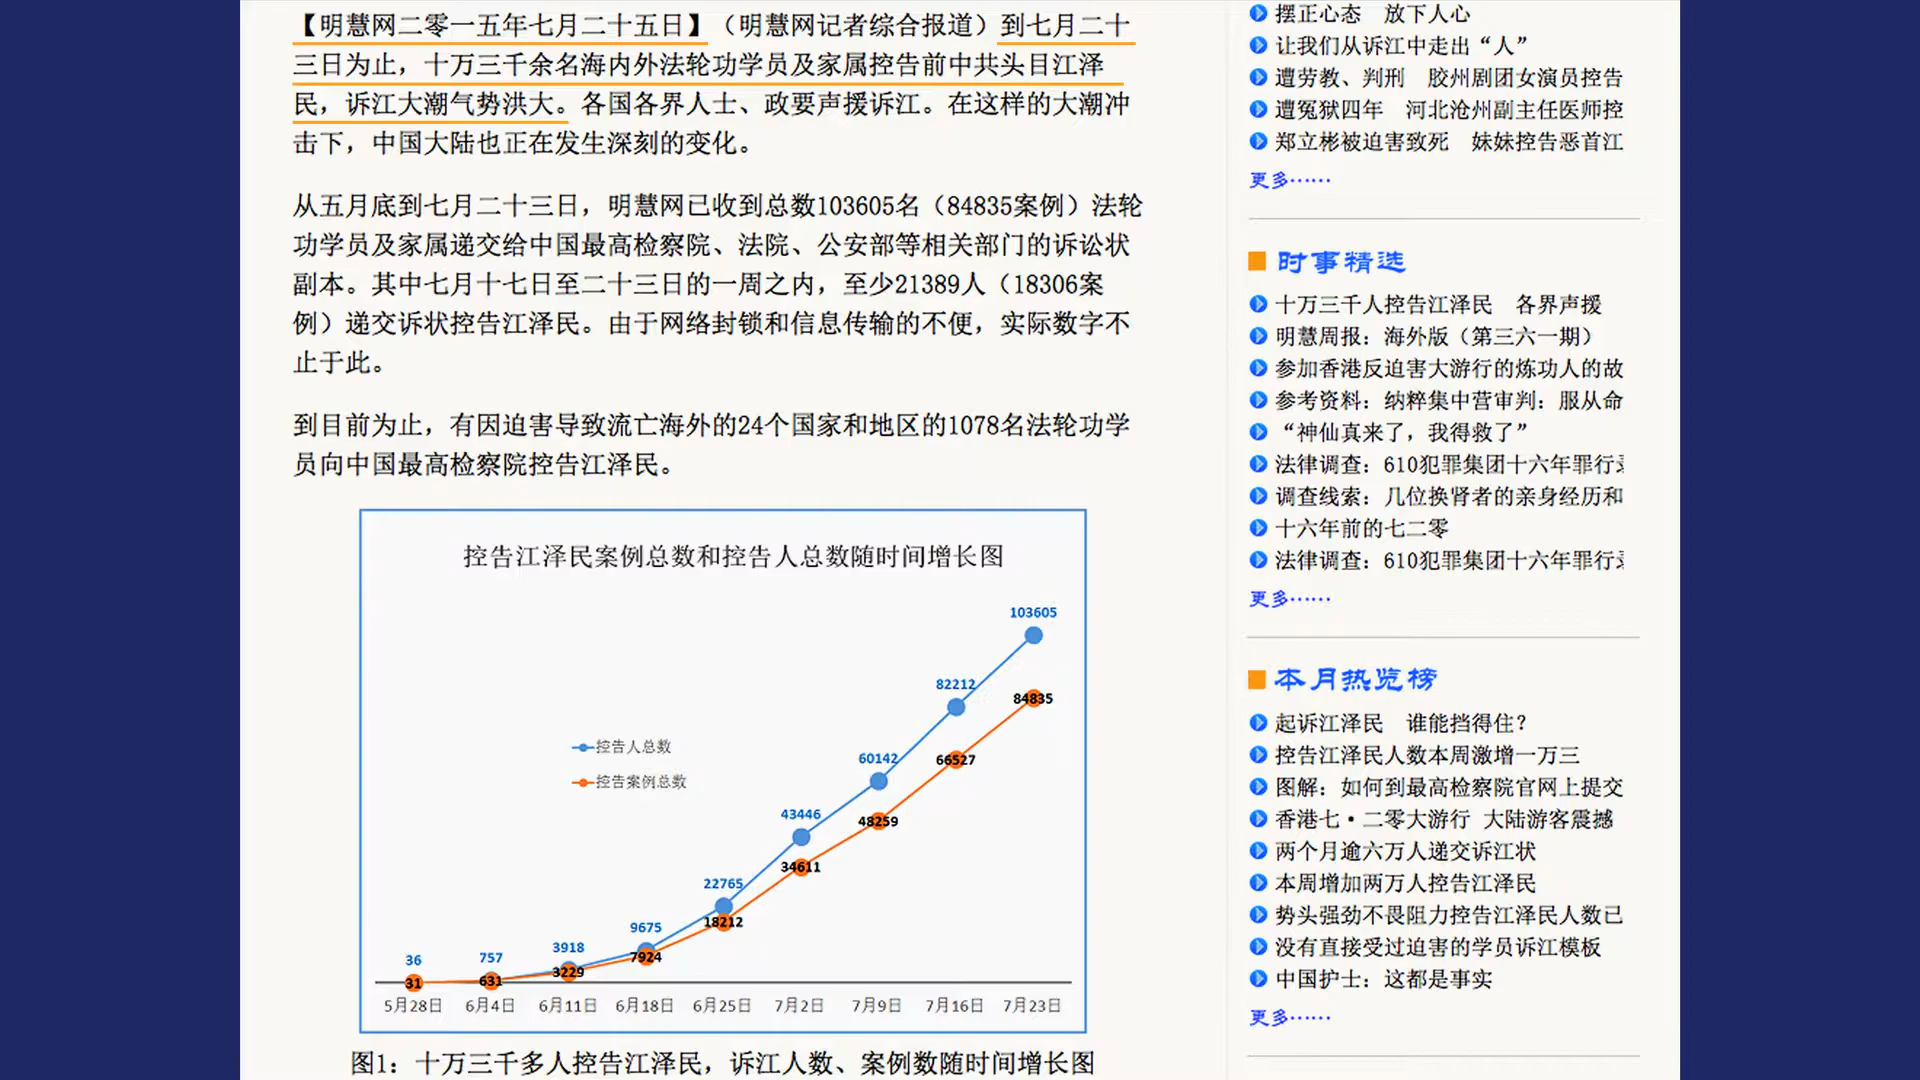 【明慧网二零一五年七月二十五日】（明慧网记者综合报道）到七月二十
三日为止，十万三千余名海内外法轮功学员及家属控告前中共头目江泽
民，诉江大潮气势洪大。各国各界人士、政要声援诉江。在这样的大潮冲
击下，中国大陆也正在发生深刻的变化。
从五月底到七月二十三日，明慧网已收到总数103605名（84835案例）法轮
功学员及家属递交给中国最高检察院、法院、公安部等相关部门的诉讼状
副本。其中七月十七日至二十三日的一周之内，至少21389人（18306案
例）递交诉状控告江泽民。由于网络封锁和信息传输的不便，实际数字不
止于此。
到目前为止，有因迫害导致流亡海外的24个国家和地区的1078名法轮功学
员向中国最高检察院控告江泽民。
控告江泽民案例总数和控告人总数随时间增长图
103605
82212
84835
控告人总数
60142
66527
控告案例总数
43446
48259
34611
22765
18212
9675
7924
3918
3229
757
631
36
31
5月28日 6月4日 6月11日 6月18日 6月25日 7月2日 7月9日 7月16日 7月23日
图1：十万三千多人控告江泽民，诉江人数、案例数随时间增长图
摆正心态 放下人心
让我们从诉江中走出“人”
遭劳教、判刑 胶州剧团女演员控告
遭冤狱四年 河北沧州副主任医师控
郑立彬被迫害致死 妹妹控告恶首江
更多……
时事精选
十万三千人控告江泽民 各界声援
明慧周报：海外版（第三六一期）
参加香港反迫害大游行的炼功人的故
参考资料：纳粹集中营审判：服从命
“神仙真来了，我得救了”
法律调查：610犯罪集团十六年罪行
调查线索：几位换肾者的亲身经历和
十六年前的七二零
法律调查：610犯罪集团十六年罪行
更多……
本月热览榜
起诉江泽民 谁能挡得住？
控告江泽民人数本周激增一万三
图解：如何到最高检察院官网上提交
香港七·二零大游行 大陆游客震撼
两个月逾六万人递交诉江状
本周增加两万人控告江泽民
势头强劲不畏阻力控告江泽民人数已
没有直接受过迫害的学员诉江模板
中国护士：这都是事实
更多……